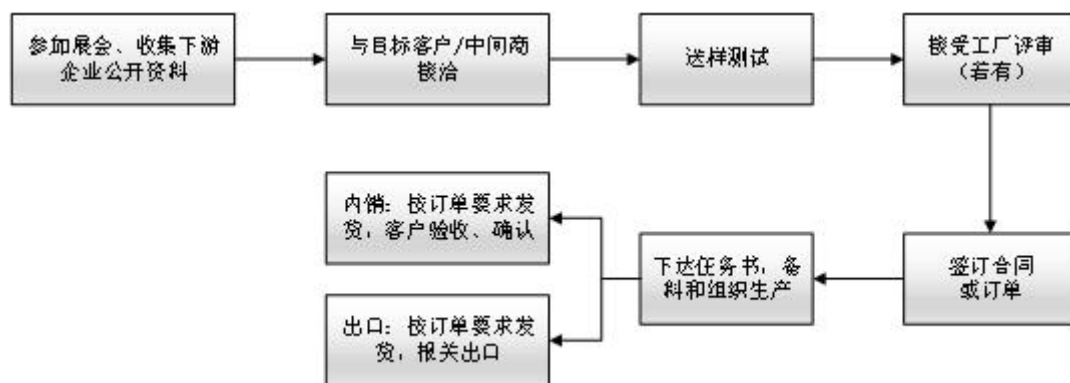 参加展会、收集下游
企业公开资料
与目标客户/中间商
接洽
送样测试
接受工厂评审
（若有）
签订合同
或订单
下达任务书，备
料和组织生产
内销：按订单要求发
货，客户验收、确认
出口：按订单要求发
货，报关出口